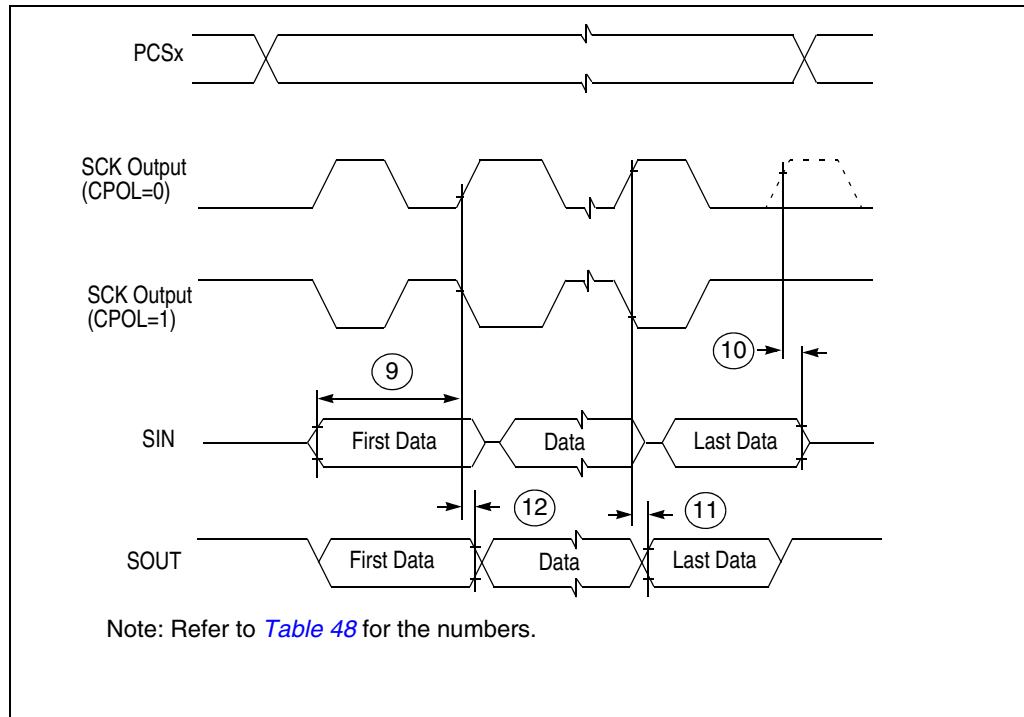 PCSx
SCK Output
(CPOL=0)
SCK Output
(CPOL=1)
10
9
SIN
First Data
Data
Last Data
12
11
SOUT
First Data
Data
Last Data
Note: Refer to Table 48 for the numbers.